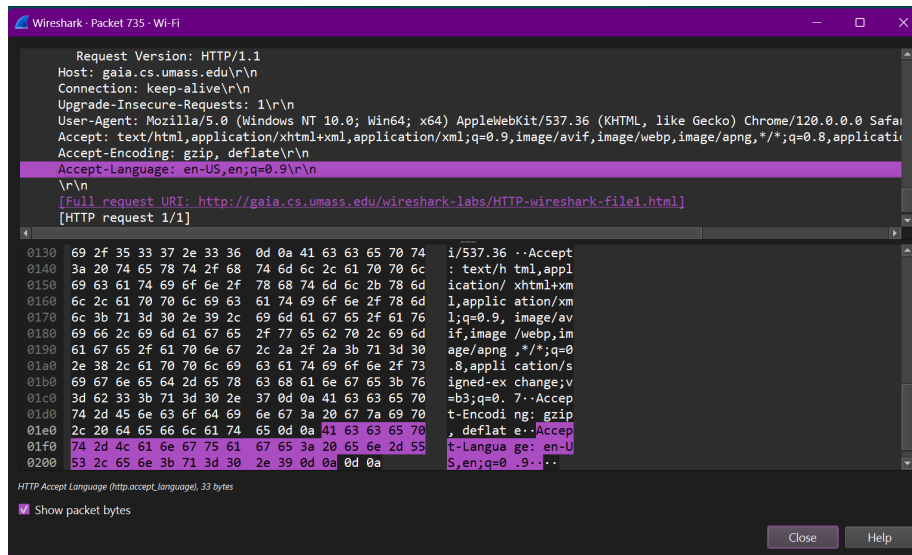 Wireshark · Packet 735 · Wi-Fi
Request Version: HTTP/1.1
Host: gaia.cs.umass.edu\r\n
Connection: keep-alive\r\n
Upgrade-Insecure-Requests: 1\r\n
User-Agent: Mozilla/5.0 (Windows NT 10.0; Win64; x64) AppleWebKit/537.36 (KHTML, like Gecko) Chrome/120.0.0.0 Safa
Accept: text/html,application/xhtml+xml,application/xml;q=0.9,image/avif,image/webp,image/apng,*/*;q=0.8,applicatio
Accept-Encoding: gzip, deflate\r\n
Accept-Language: en-US,en;q=0.9\r\n
\r\n
[Full request URI: http://gaia.cs.umass.edu/wireshark-labs/HTTP-wireshark-file1.html]
[HTTP request 1/1]
0130 69 2f 35 33 37 2e 33 36 0d 0a 41 63 63 65 70 74 i/537.36 ··Accept
0140 3a 20 74 65 78 74 2f 68 74 6d 6c 2c 61 70 70 6c : text/h tml,appl
0150 69 63 61 74 69 6f 6e 2f 78 68 74 6d 6c 2b 78 6d ication/ xhtml+xm
0160 6c 2c 61 70 70 6c 69 63 61 74 69 6f 6e 2f 78 6d l,applic ation/xm
0170 6c 3b 71 3d 30 2e 39 2c 69 6d 61 67 65 2f 61 76 l;q=0.9, image/av
0180 69 66 2c 69 6d 61 67 65 2f 77 65 62 70 2c 69 6d if,image /webp,im
0190 61 67 65 2f 61 70 6e 67 2c 2a 2f 2a 3b 71 3d 30 age/apng ,*/*;q=0
01a0 2e 38 2c 61 70 70 6c 69 63 61 74 69 6f 6e 2f 73 .8,appli cation/s
01b0 69 67 6e 65 64 2d 65 78 63 68 61 6e 67 65 3b 76 igned-ex change;v
01c0 3d 62 33 3b 71 3d 30 2e 37 0d 0a 41 63 63 65 70 =b3;q=0. 7··Accep
01d0 74 2d 45 6e 63 6f 64 69 6e 67 3a 20 67 7a 69 70 t-Encodi ng: gzip
01e0 2c 20 64 65 66 6c 61 74 65 0d 0a 41 63 63 65 70 , deflat e··Accep
01f0 74 2d 4c 61 6e 67 75 61 67 65 3a 20 65 6e 2d 55 t-Langua ge: en-U
0200 53 2c 65 6e 3b 71 3d 30 2e 39 0d 0a 0d 0a S,en;q=0 .9····
HTTP Accept Language (http.accept_language), 33 bytes
Show packet bytes
Close Help